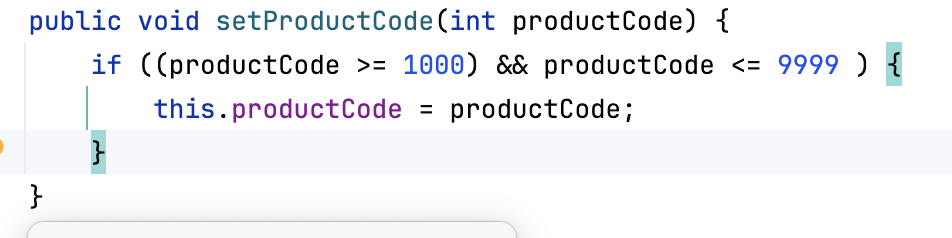 public void setProductCode(int productCode) {
    if ((productCode >= 1000) && productCode <= 9999 ) {
        this.productCode = productCode;
    }
}